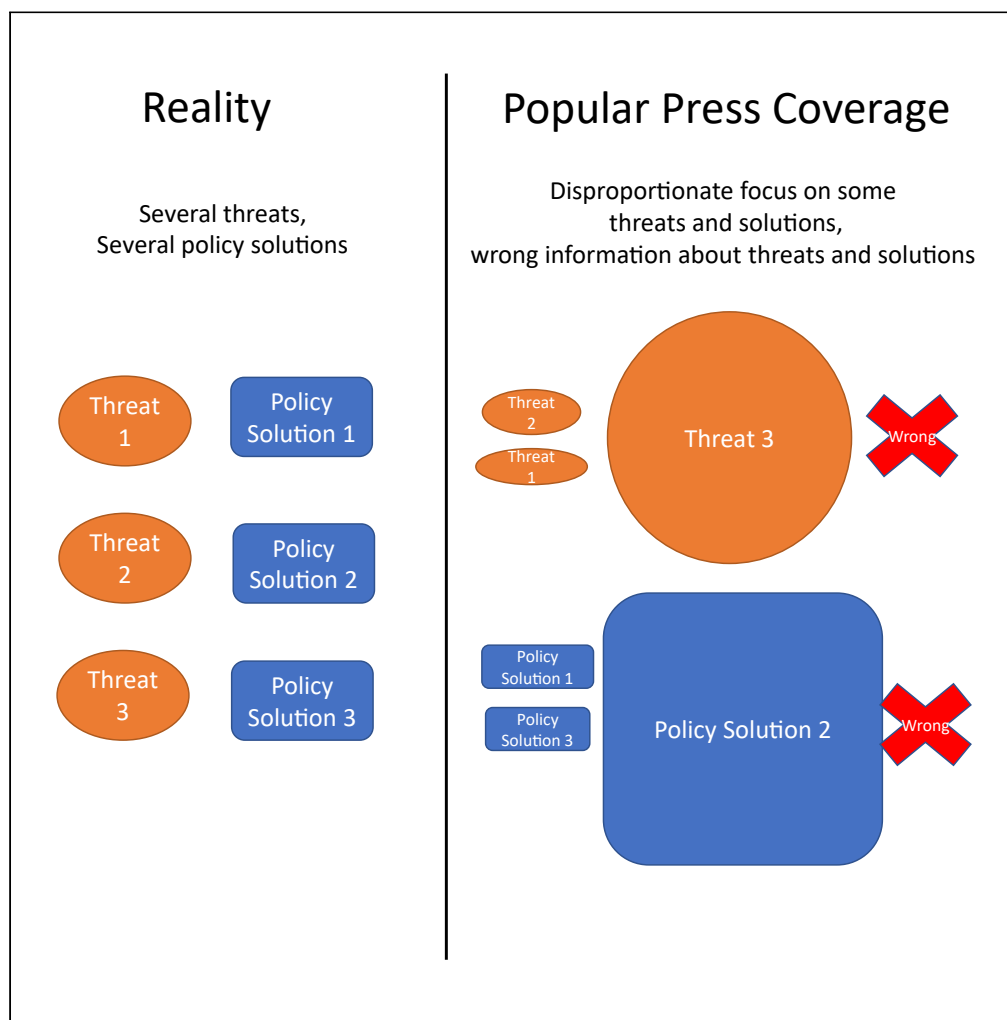 Reality
Several threats,
Several policy solutions
Threat
1
Policy
Solution 1
Threat
2
Policy
Solution 2
Threat
3
Policy
Solution 3
Popular Press Coverage
Disproportionate focus on some
threats and solutions,
wrong information about threats and solutions
Threat
2
Threat
1
Threat 3
Wrong
Policy
Solution 1
Policy
Solution 3
Policy Solution 2
Wrong